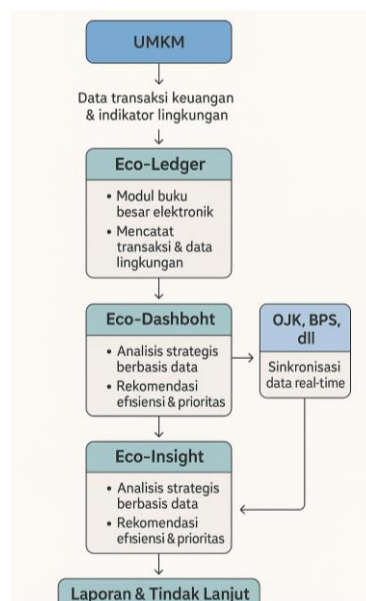 UMKM
Data transaksi keuangan
& indikator lingkungan
Eco-Ledger
• Modul buku
besar elektronik
• Mencatat
transaksi & data
lingkungan
Eco-Dashboht
• Analisis strategis
berbasis data
• Rekomendasi
efısiensi & prioritas
OJK, BPS,
dll
Sinkronisasi
data real-time
Eco-Insight
• Analisis strategis
berbasis data
• Rekomendasi
efısiensi & prioritas
Laporan & Tindak Lanjut